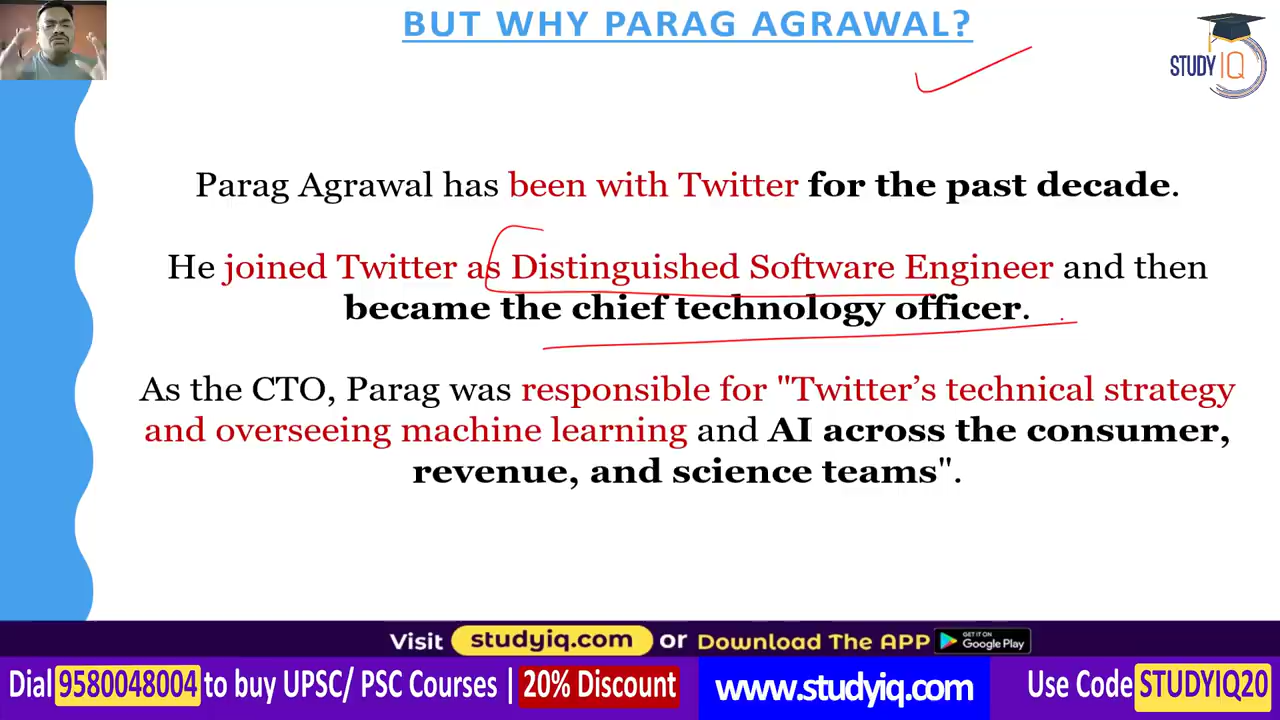 BUT WHY PARAG AGRAWAL?
STUDY IQ
Parag Agrawal has been with Twitter for the past decade.
He joined Twitter as Distinguished Software Engineer and then
became the chief technology officer.
As the CTO, Parag was responsible for "Twitter’s technical strategy
and overseeing machine learning and AI across the consumer,
revenue, and science teams".
Visit studyiq.com or Download The APP GET IT ON Google Play
Dial 9580048004 to buy UPSC/ PSC Courses | 20% Discount www.studyiq.com Use Code STUDYIQ20